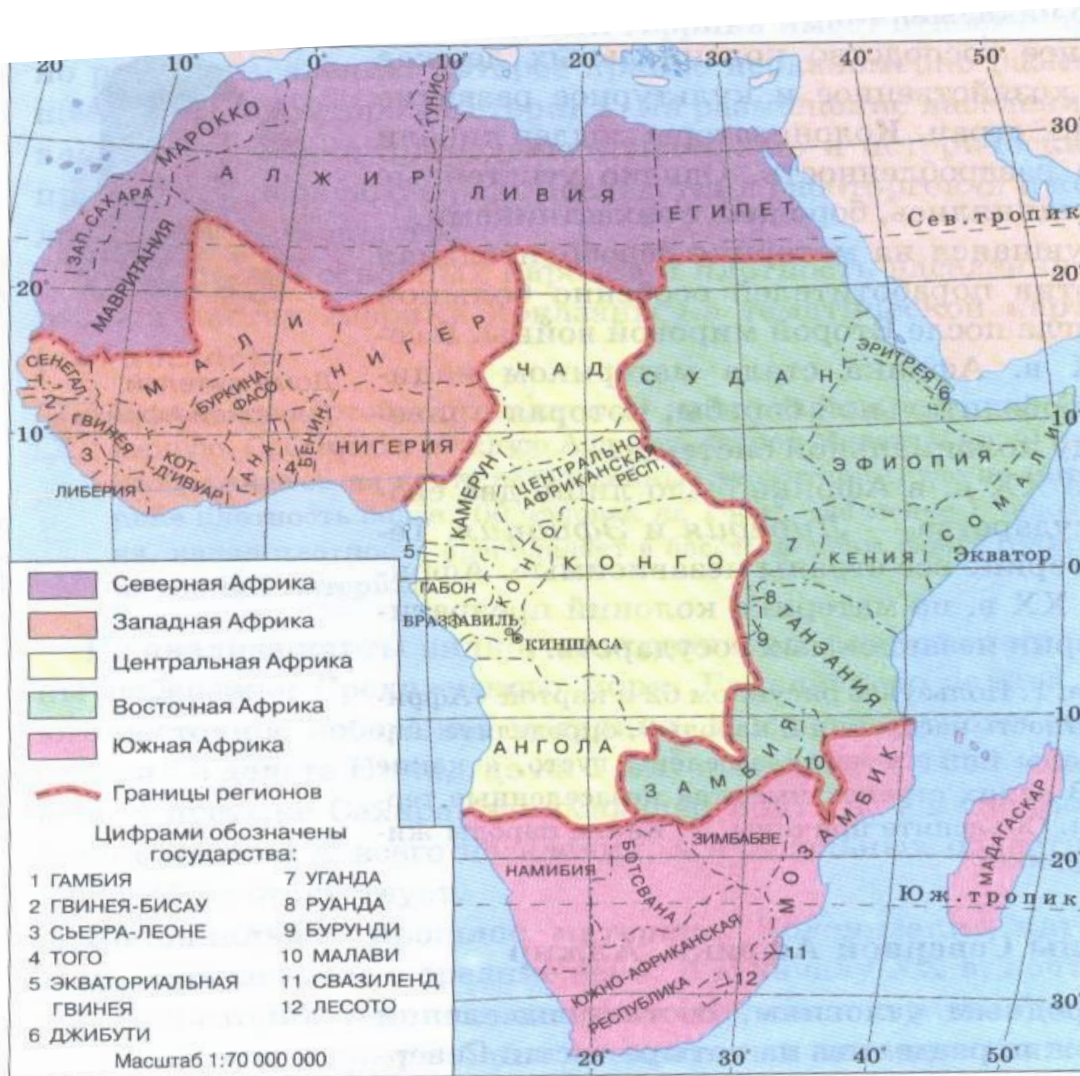 20
10
0°
10
20
30
40
50
30
МАРОККО
ТУНИС
АЛЖИР
ЛИВИЯ
ЕГИПЕТ
ЗАП. САХАРА
МАВРИТАНИЯ
Сев.тропик
20°
20
МАЛИ
НИГЕР
ЧАД
СУДАН
ЭРИТРЕЯ
6
СЕНЕГАЛ
1
2
ГВИНЕЯ
3
БУРКИНА-
ФАСО
БЕНИН
НИГЕРИЯ
10°
10
КОТ-
Д'ИВУАР
ГАНА
4
ЛИБЕРИЯ
ЦЕНТРАЛЬНО-
АФРИКАНСКАЯ
РЕСП.
ЭФИОПИЯ
СОМАЛИ
КАМЕРУН
5
КОНГО
КОНГО
7
КЕНИЯ
Экватор
0°
ГАБОН
8
БРАЗЗАВИЛЬ
КИНШАСА
9
ТАНЗАНИЯ
10
АНГОЛА
ЗАМБИЯ
10
МОЗАМБИК
ЗИМБАБВЕ
НАМИБИЯ
БОТСВАНА
МАДАГАСКАР
20
Юж.тропик
ЮЖНО-АФРИКАНСКАЯ
РЕСПУБЛИКА
11
12
30
20
30
40
50
Северная Африка
Западная Африка
Центральная Африка
Восточная Африка
Южная Африка
Границы регионов
Цифрами обозначены
государства:
1 ГАМБИЯ
2 ГВИНЕЯ-БИСАУ
3 СЬЕРРА-ЛЕОНЕ
4 ТОГО
5 ЭКВАТОРИАЛЬНАЯ
ГВИНЕЯ
6 ДЖИБУТИ
7 УГАНДА
8 РУАНДА
9 БУРУНДИ
10 МАЛАВИ
11 СВАЗИЛЕНД
12 ЛЕСОТО
Масштаб 1:70 000 000